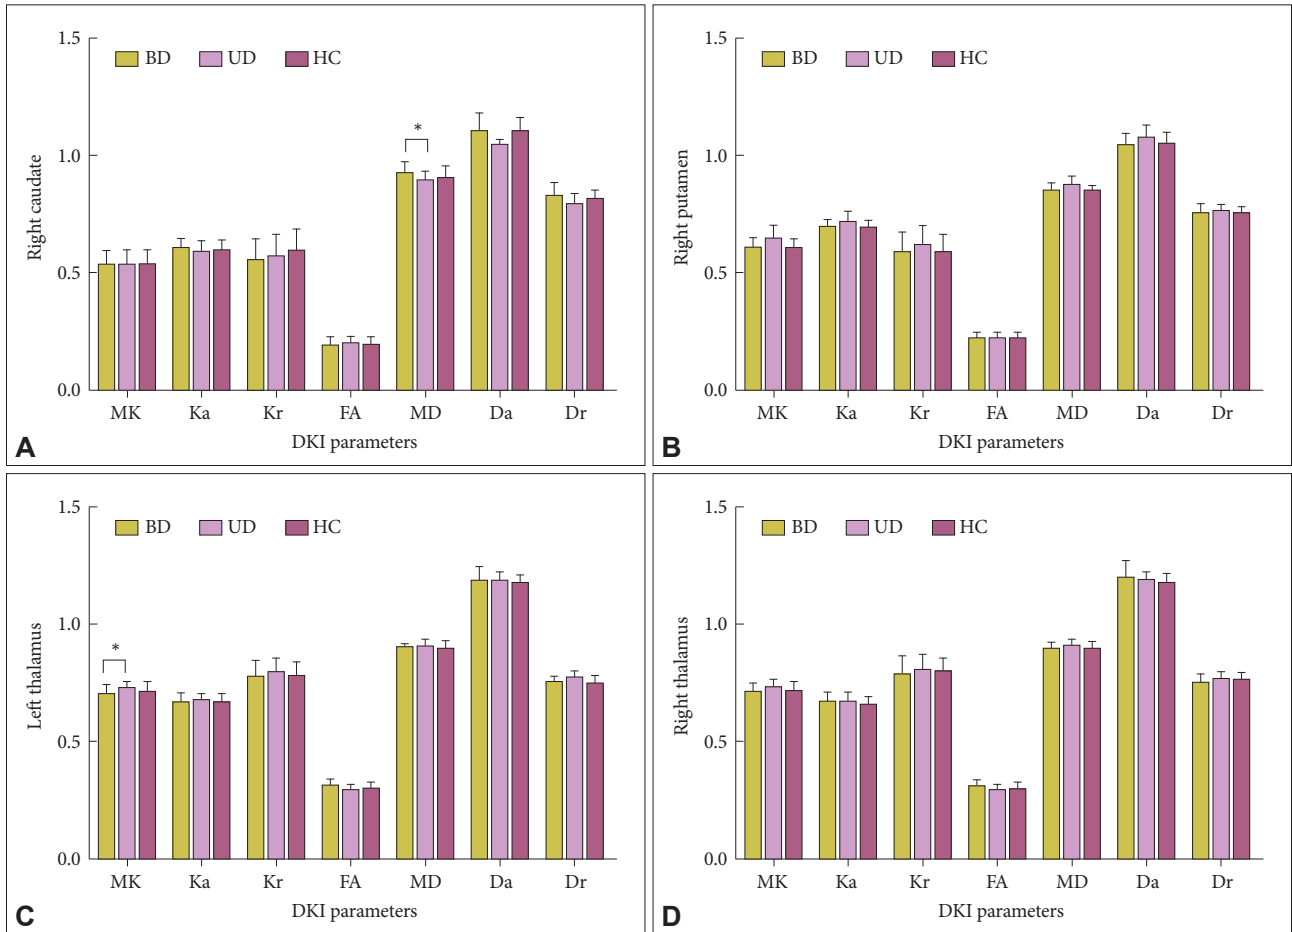 1.5
BD UD HC
*
1.0
Right caudate
0.5
0.0
MK Ka Kr FA MD Da Dr
A
DKI parameters
1.5
BD UD HC
1.0
Right putamen
0.5
0.0
MK Ka Kr FA MD Da Dr
B
DKI parameters
1.5
BD UD HC
1.0
*
Left thalamus
0.5
0.0
MK Ka Kr FA MD Da Dr
C
DKI parameters
1.5
BD UD HC
1.0
Right thalamus
0.5
0.0
MK Ka Kr FA MD Da Dr
D
DKI parameters